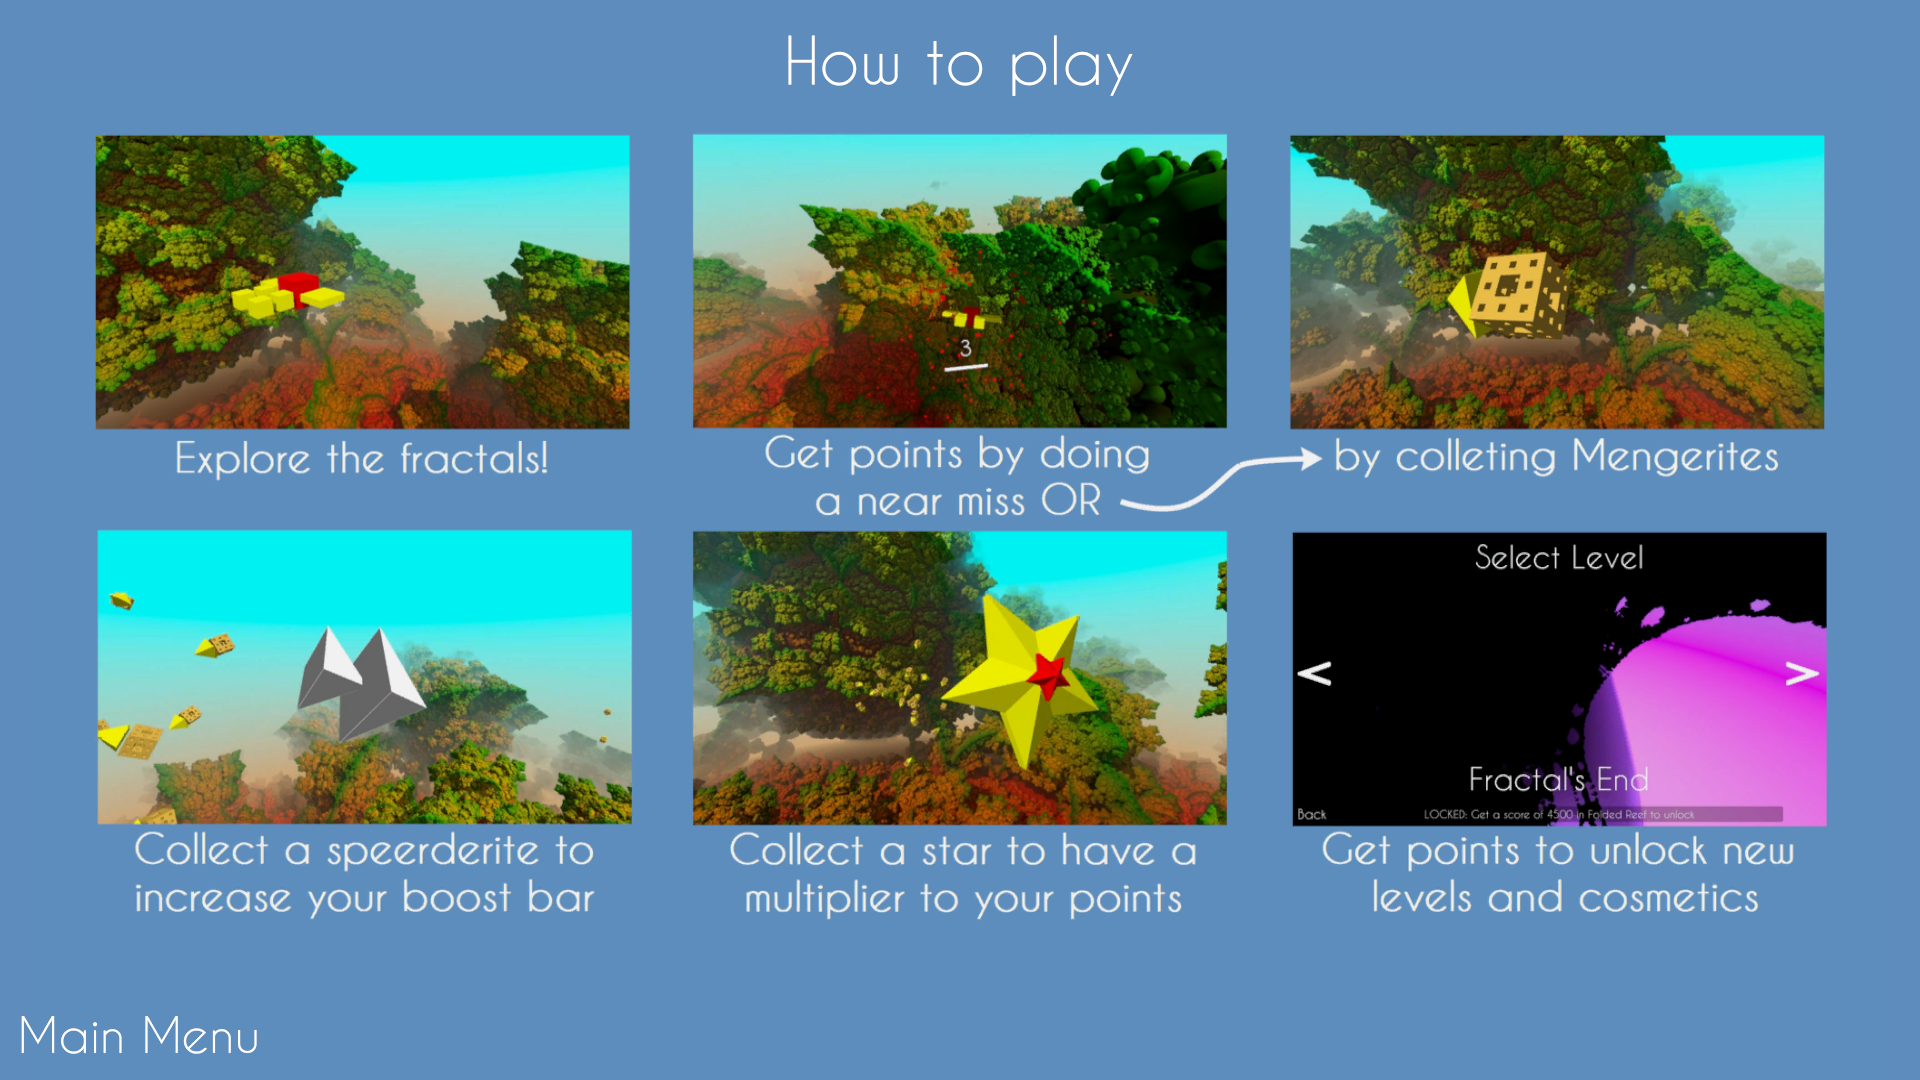 How to play
Explore the fractals!
3
Get points by doing
a near miss OR
by colleting Mengerites
Collect a speerderite to
increase your boost bar
Collect a star to have a
multiplier to your points
Select Level
<
>
Fractal's End
Back
LOCKED: Get a score of 4500 in Folded Reef to unlock
Get points to unlock new
levels and cosmetics
Main Menu